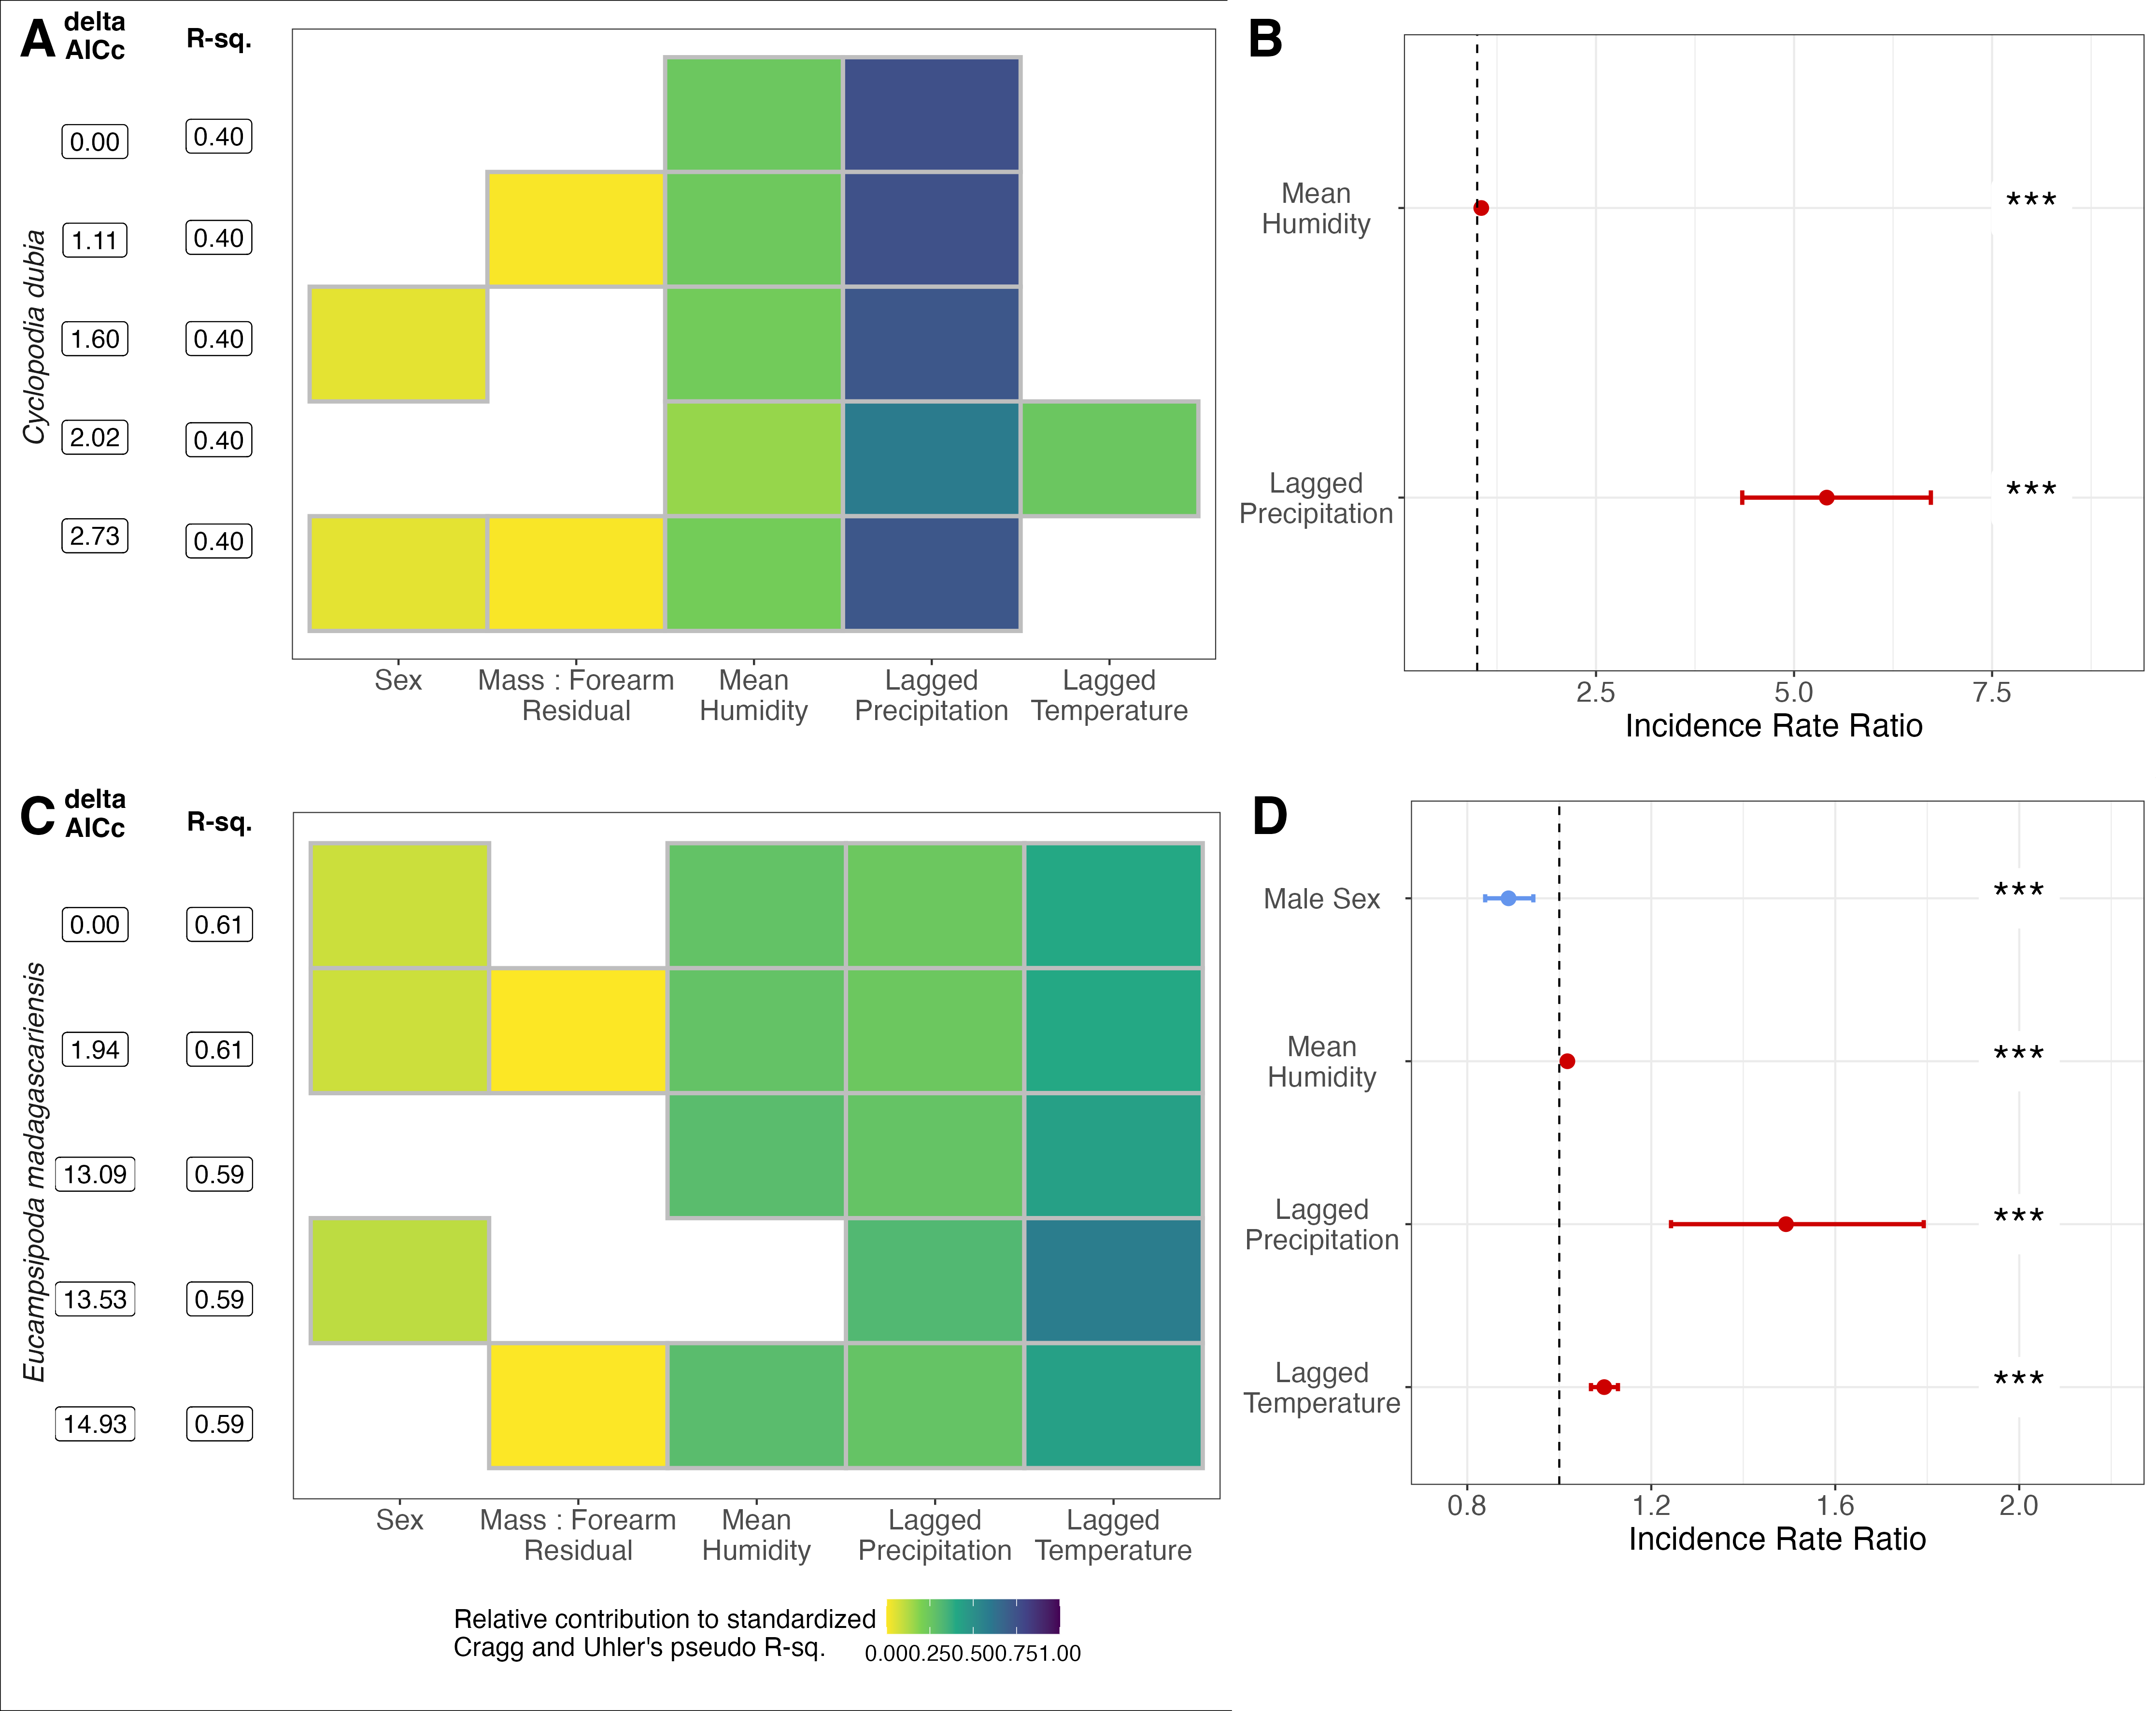 A
delta
AICc
R-sq.
0.00
0.40
1.11
0.40
1.60
0.40
2.02
0.40
2.73
0.40
Cyclopodia dubia
Sex
Mass : Forearm
Residual
Mean
Humidity
Lagged
Precipitation
Lagged
Temperature
B
Mean
Humidity
***
Lagged
Precipitation
***
2.5
5.0
7.5
Incidence Rate Ratio
C
delta
AICc
R-sq.
0.00
0.61
1.94
0.61
13.09
0.59
13.53
0.59
14.93
0.59
Eucampsipoda madagascariensis
Sex
Mass : Forearm
Residual
Mean
Humidity
Lagged
Precipitation
Lagged
Temperature
Relative contribution to standardized
Cragg and Uhler's pseudo R-sq.
0.000.250.500.751.00
D
Male Sex
***
Mean
Humidity
***
Lagged
Precipitation
***
Lagged
Temperature
***
0.8
1.2
1.6
2.0
Incidence Rate Ratio